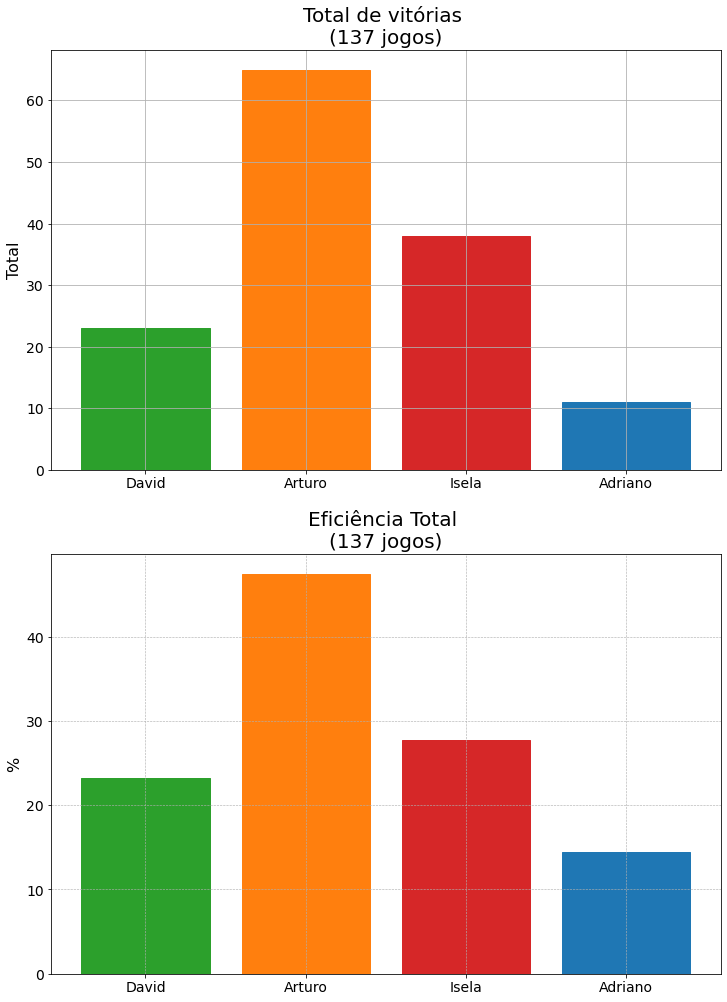 Total de vitórias
(137 jogos)
Total
60
50
40
30
20
10
0
David Arturo Isela Adriano
Eficiência Total
(137 jogos)
%
40
30
20
10
0
David Arturo Isela Adriano